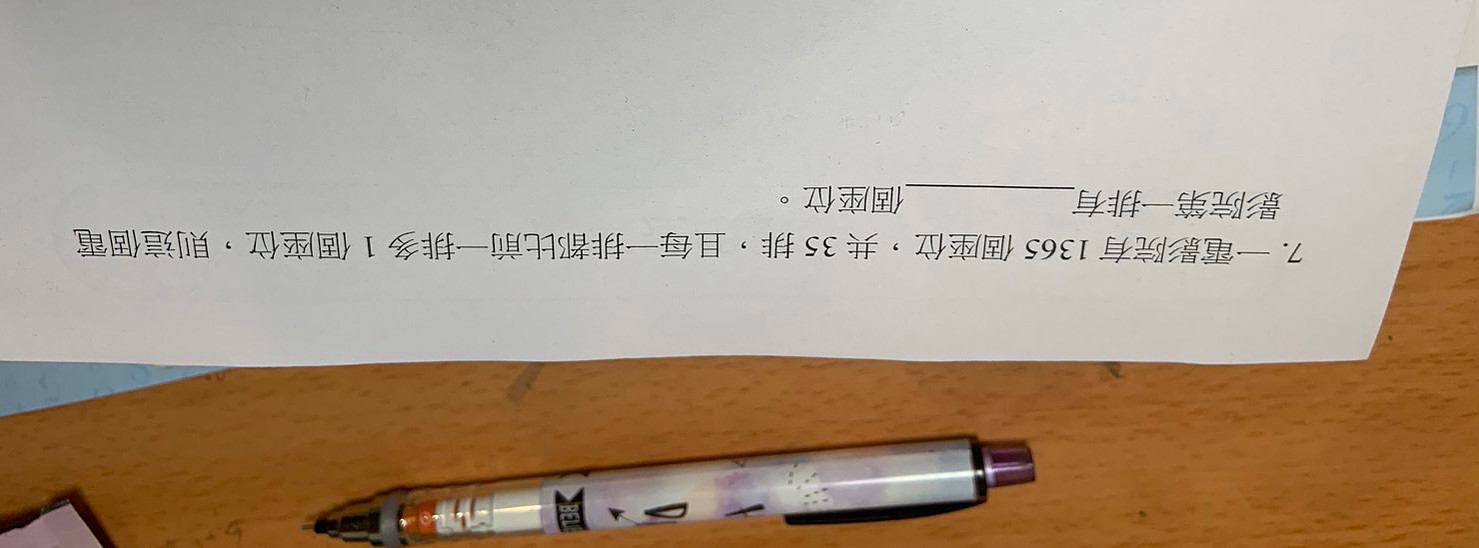 7. 一電影院有 1365 個座位，共 35 排，且每一排都比前一排多 1 個座位，則這個電
影院第一排有________個座位。